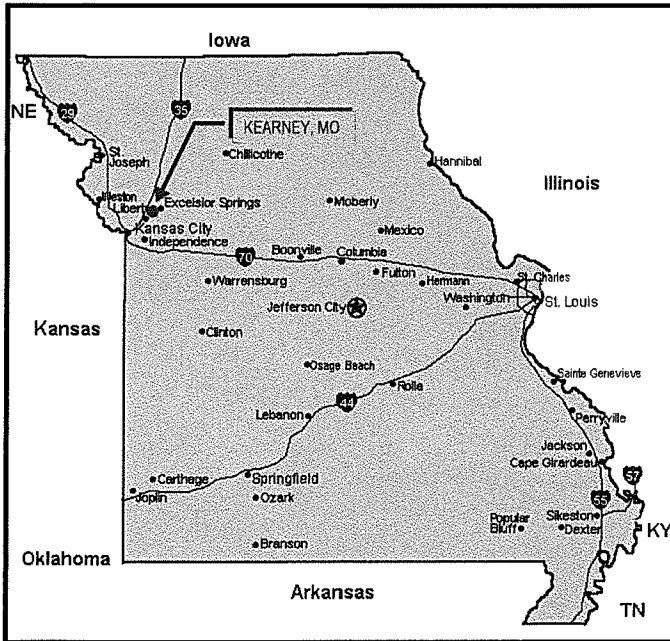 Iowa
NE
29
35
KEARNEY, MO
St.
Joseph
Chillicothe
Hannibal
Illinois
Weston
Liberty
Excelsior Springs
Kansas City
Independence
Moberly
Mexico
70
Boonville
Columbia
Fulton
Hermann
St. Charles
Warrensburg
Washington
St. Louis
Jefferson City
Kansas
Clinton
Osage Beach
Rolla
Sainte Genevieve
44
Lebanon
Perryville
Jackson
Cape Girardeau
57
Carthage
Springfield
Joplin
Ozark
55
Popular
Bluff
Sikeston
Dexter
KY
Branson
Oklahoma
Arkansas
TN